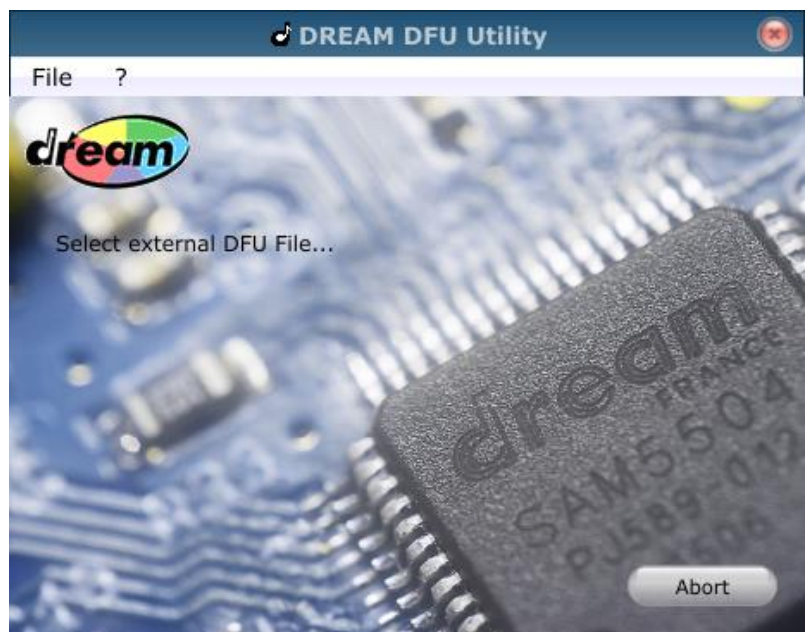 DREAM DFU Utility
File ?
dream
Select external DFU File...
dream
FRANCE
SAM5504
PJ589-012
Abort